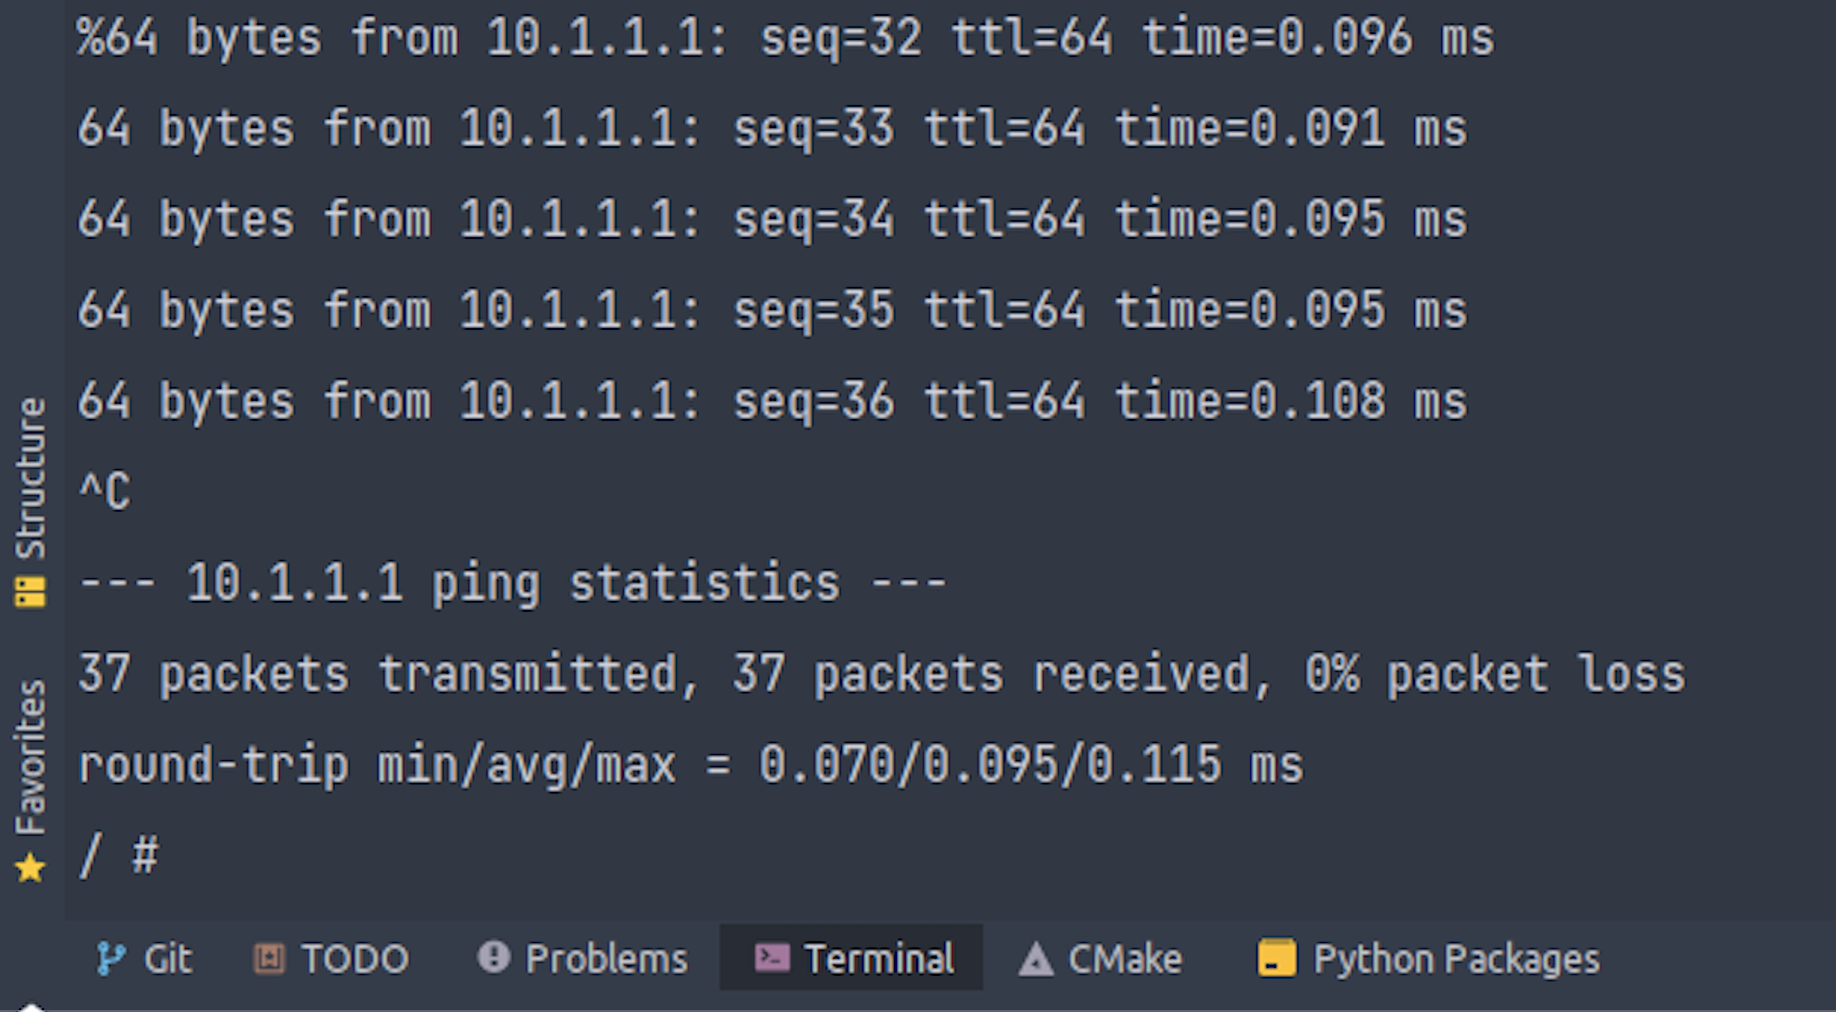 %64 bytes from 10.1.1.1: seq=32 ttl=64 time=0.096 ms
64 bytes from 10.1.1.1: seq=33 ttl=64 time=0.091 ms
64 bytes from 10.1.1.1: seq=34 ttl=64 time=0.095 ms
64 bytes from 10.1.1.1: seq=35 ttl=64 time=0.095 ms
64 bytes from 10.1.1.1: seq=36 ttl=64 time=0.108 ms
^C
--- 10.1.1.1 ping statistics ---
37 packets transmitted, 37 packets received, 0% packet loss
round-trip min/avg/max = 0.070/0.095/0.115 ms
/ #
Structure
Favorites
Git TODO Problems Terminal CMake Python Packages